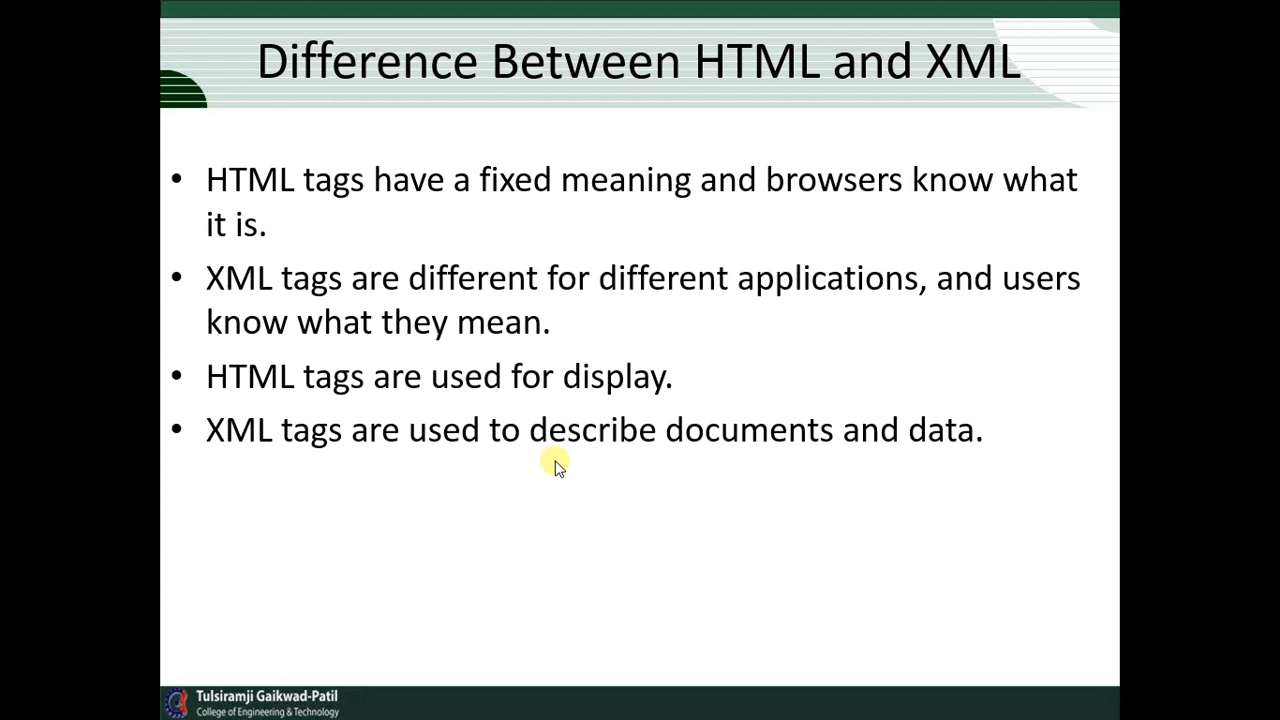 Difference Between HTML and XML
• HTML tags have a fixed meaning and browsers know what
it is.
• XML tags are different for different applications, and users
know what they mean.
• HTML tags are used for display.
• XML tags are used to describe documents and data.
Tulsiramji Gaikwad-Patil
College of Engineering & Technology